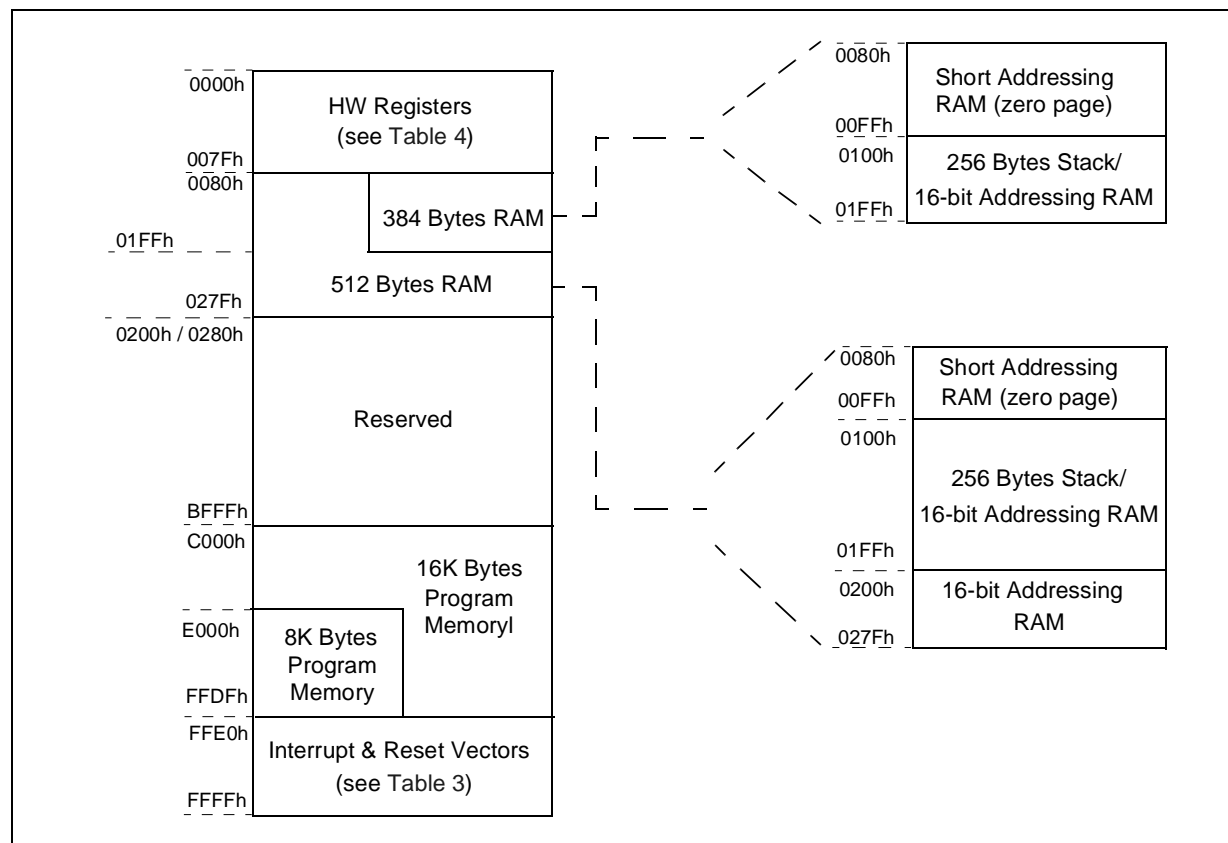 0000h
HW Registers
(see Table 4)
007Fh
0080h
384 Bytes RAM
01FFh
512 Bytes RAM
027Fh
0200h / 0280h
Reserved
BFFFh
C000h
16K Bytes
Program
Memoryl
E000h
8K Bytes
Program
Memory
FFDFh
FFE0h
Interrupt & Reset Vectors
(see Table 3)
FFFFh
0080h
Short Addressing
RAM (zero page)
00FFh
0100h
256 Bytes Stack/
16-bit Addressing RAM
01FFh
0080h
Short Addressing
RAM (zero page)
00FFh
0100h
256 Bytes Stack/
16-bit Addressing RAM
01FFh
0200h
16-bit Addressing
RAM
027Fh